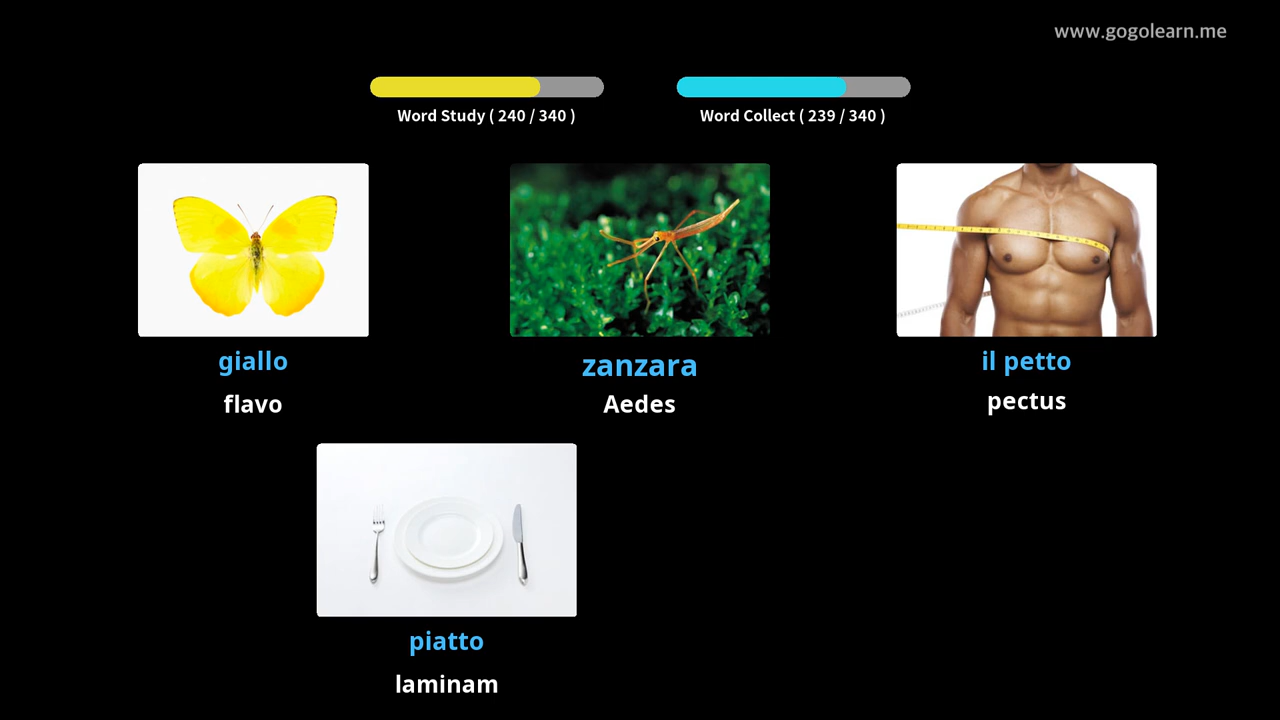 www.gogolearn.me
Word Study ( 240 / 340 )
Word Collect ( 239 / 340 )
giallo
flavo
zanzara
Aedes
il petto
pectus
piatto
laminam